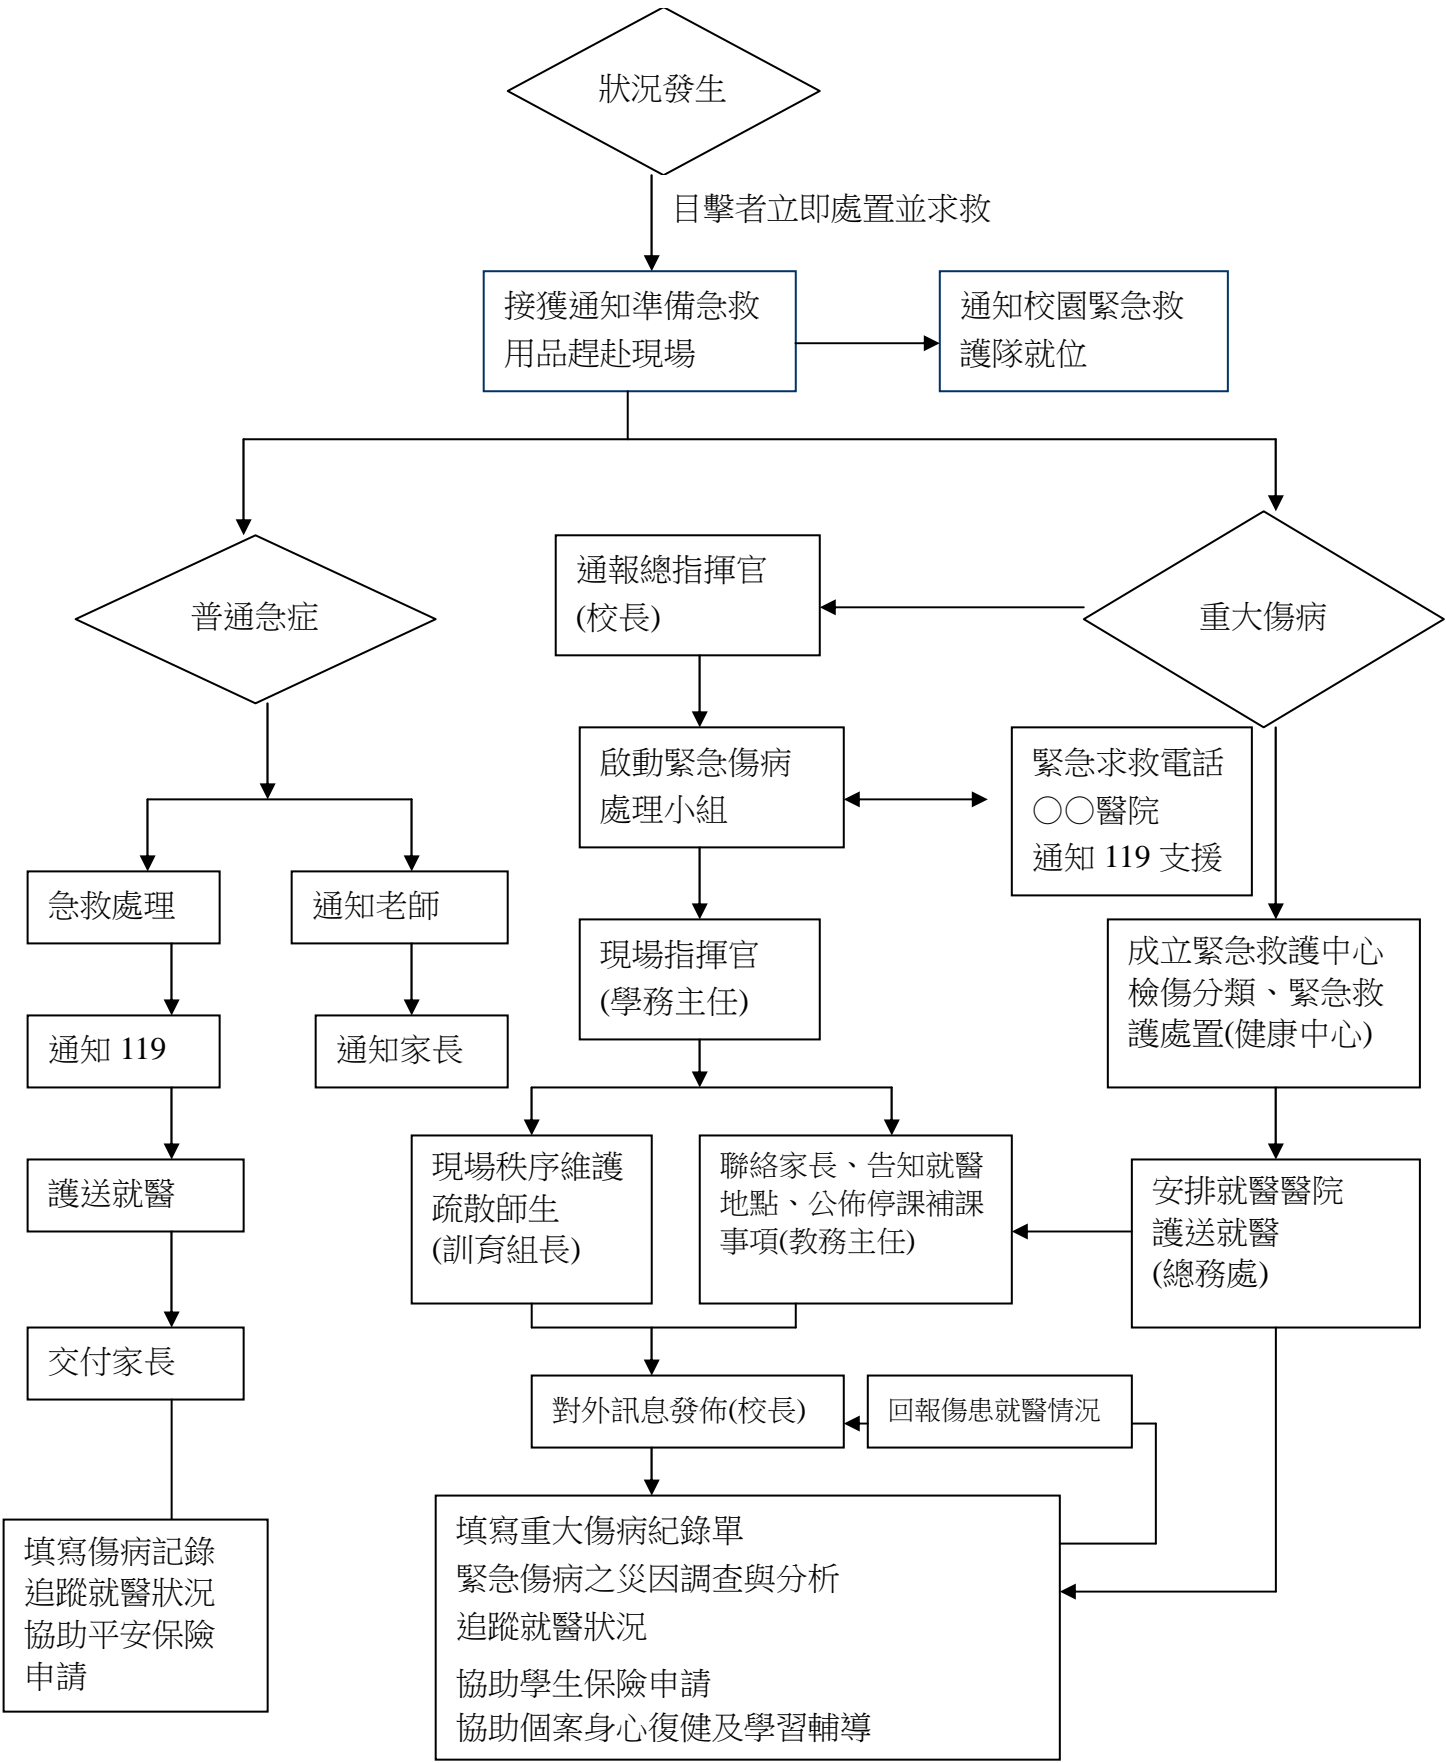 狀況發生
目擊者立即處置並求救
接獲通知準備急救
用品趕赴現場
通知校園緊急救
護隊就位
普通急症
通報總指揮官
(校長)
重大傷病
啟動緊急傷病
處理小組
緊急求救電話
○○醫院
通知 119 支援
急救處理
通知老師
現場指揮官
(學務主任)
成立緊急救護中心
檢傷分類、緊急救
護處置(健康中心)
通知 119
通知家長
護送就醫
現場秩序維護
疏散師生
(訓育組長)
聯絡家長、告知就醫
地點、公佈停課補課
事項(教務主任)
安排就醫醫院
護送就醫
(總務處)
交付家長
對外訊息發佈(校長)
回報傷患就醫情況
填寫傷病記錄
追蹤就醫狀況
協助平安保險
申請
填寫重大傷病紀錄單
緊急傷病之災因調查與分析
追蹤就醫狀況
協助學生保險申請
協助個案身心復健及學習輔導